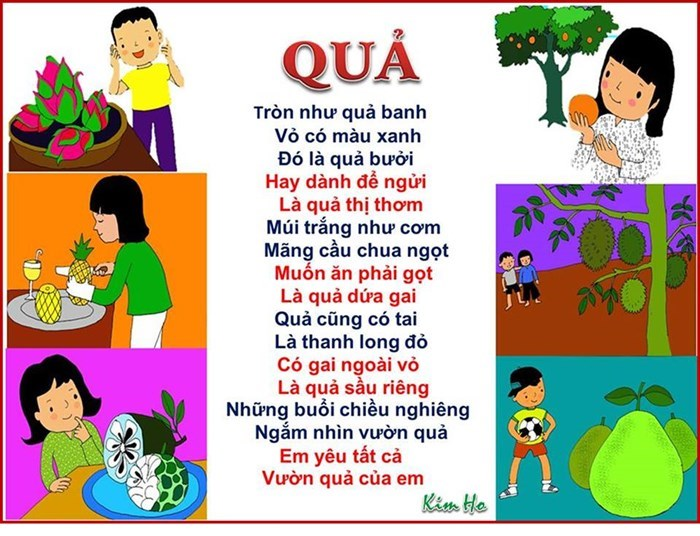 QUẢ
Tròn như quả banh
Vỏ có màu xanh
Đó là quả bưởi
Hay dành để ngửi
Là quả thị thơm
Múi trắng như cơm
Mãng cầu chua ngọt
Muốn ăn phải gọt
Là quả dứa gai
Quả cũng có tai
Là thanh long đỏ
Có gai ngoài vỏ
Là quả sầu riêng
Những buổi chiều nghiêng
Ngắm nhìn vườn quả
Em yêu tất cả
Vườn quả của em
Kim Ho